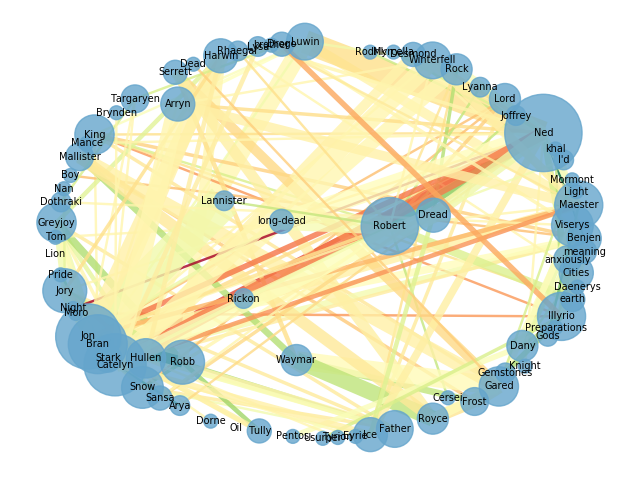 Luwin
Harwin
Rhaegar
Lysa
Drogo
Rodrik
Myrcella
Desmond
Winterfell
Rock
Dead
Serrett
Lyanna
Targaryen
Arryn
Lord
Brynden
Joffrey
King
Ned
Mance
Mallister
khal
I'd
Boy
Mormont
Nan
Light
Dothraki
Lannister
Maester
Greyjoy
long-dead
Robert
Dread
Viserys
Tom
Benjen
Lion
meaning
anxiously
Pride
Cities
Jory
Rickon
Daenerys
earth
Night
Moro
Illyrio
Preparations
Jon
Gods
Bran
Dany
Stark
Hullen
Waymar
Catelyn
Robb
Knight
Gemstones
Snow
Gared
Sansa
Cersei
Arya
Frost
Dorne
Royce
Oil
Tully
Father
Pentos
Usurper
Tyrion
Eyrie
Ice